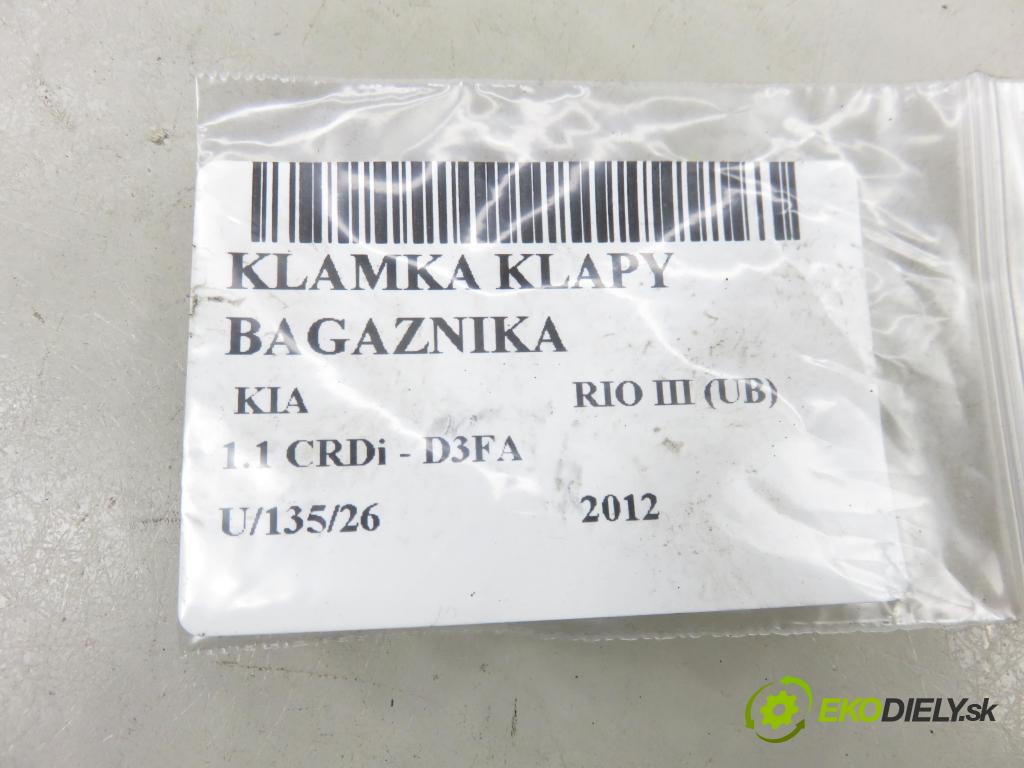 KLAMKA KLAPY
BAGAZNIKA
KIA RIO III (UB)
1.1 CRDi - D3FA
U/135/26 2012
EKODIELY.sk